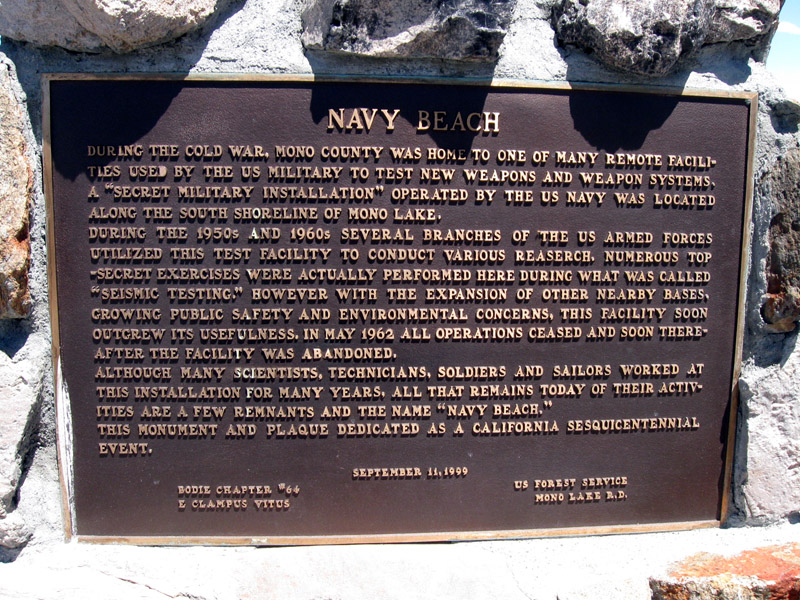 NAVY BEACH
DURING THE COLD WAR, MONO COUNTY WAS HOME TO ONE OF MANY REMOTE FACILI-
TIES USED BY THE US MILITARY TO TEST NEW WEAPONS AND WEAPON SYSTEMS.
A "SECRET MILITARY INSTALLATION" OPERATED BY THE US NAVY WAS LOCATED
ALONG THE SOUTH SHORELINE OF MONO LAKE.
DURING THE 1950s AND 1960s SEVERAL BRANCHES OF THE US ARMED FORCES
UTILIZED THIS TEST FACILITY TO CONDUCT VARIOUS REASERCH. NUMEROUS TOP
-SECRET EXERCISES WERE ACTUALLY PERFORMED HERE DURING WHAT WAS CALLED
"SEISMIC TESTING." HOWEVER WITH THE EXPANSION OF OTHER NEARBY BASES,
GROWING PUBLIC SAFETY AND ENVIRONMENTAL CONCERNS, THIS FACILITY SOON
OUTGREW ITS USEFULNESS. IN MAY 1962 ALL OPERATIONS CEASED AND SOON THERE-
AFTER THE FACILITY WAS ABANDONED.
ALTHOUGH MANY SCIENTISTS, TECHNICIANS, SOLDIERS AND SAILORS WORKED AT
THIS INSTALLATION FOR MANY YEARS, ALL THAT REMAINS TODAY OF THEIR ACTIV-
ITIES ARE A FEW REMNANTS AND THE NAME "NAVY BEACH."
THIS MONUMENT AND PLAQUE DEDICATED AS A CALIFORNIA SESQUICENTENNIAL
EVENT.
SEPTEMBER 11, 1999
BODIE CHAPTER #64
E CLAMPUS VITUS
US FOREST SERVICE
MONO LAKE R.D.